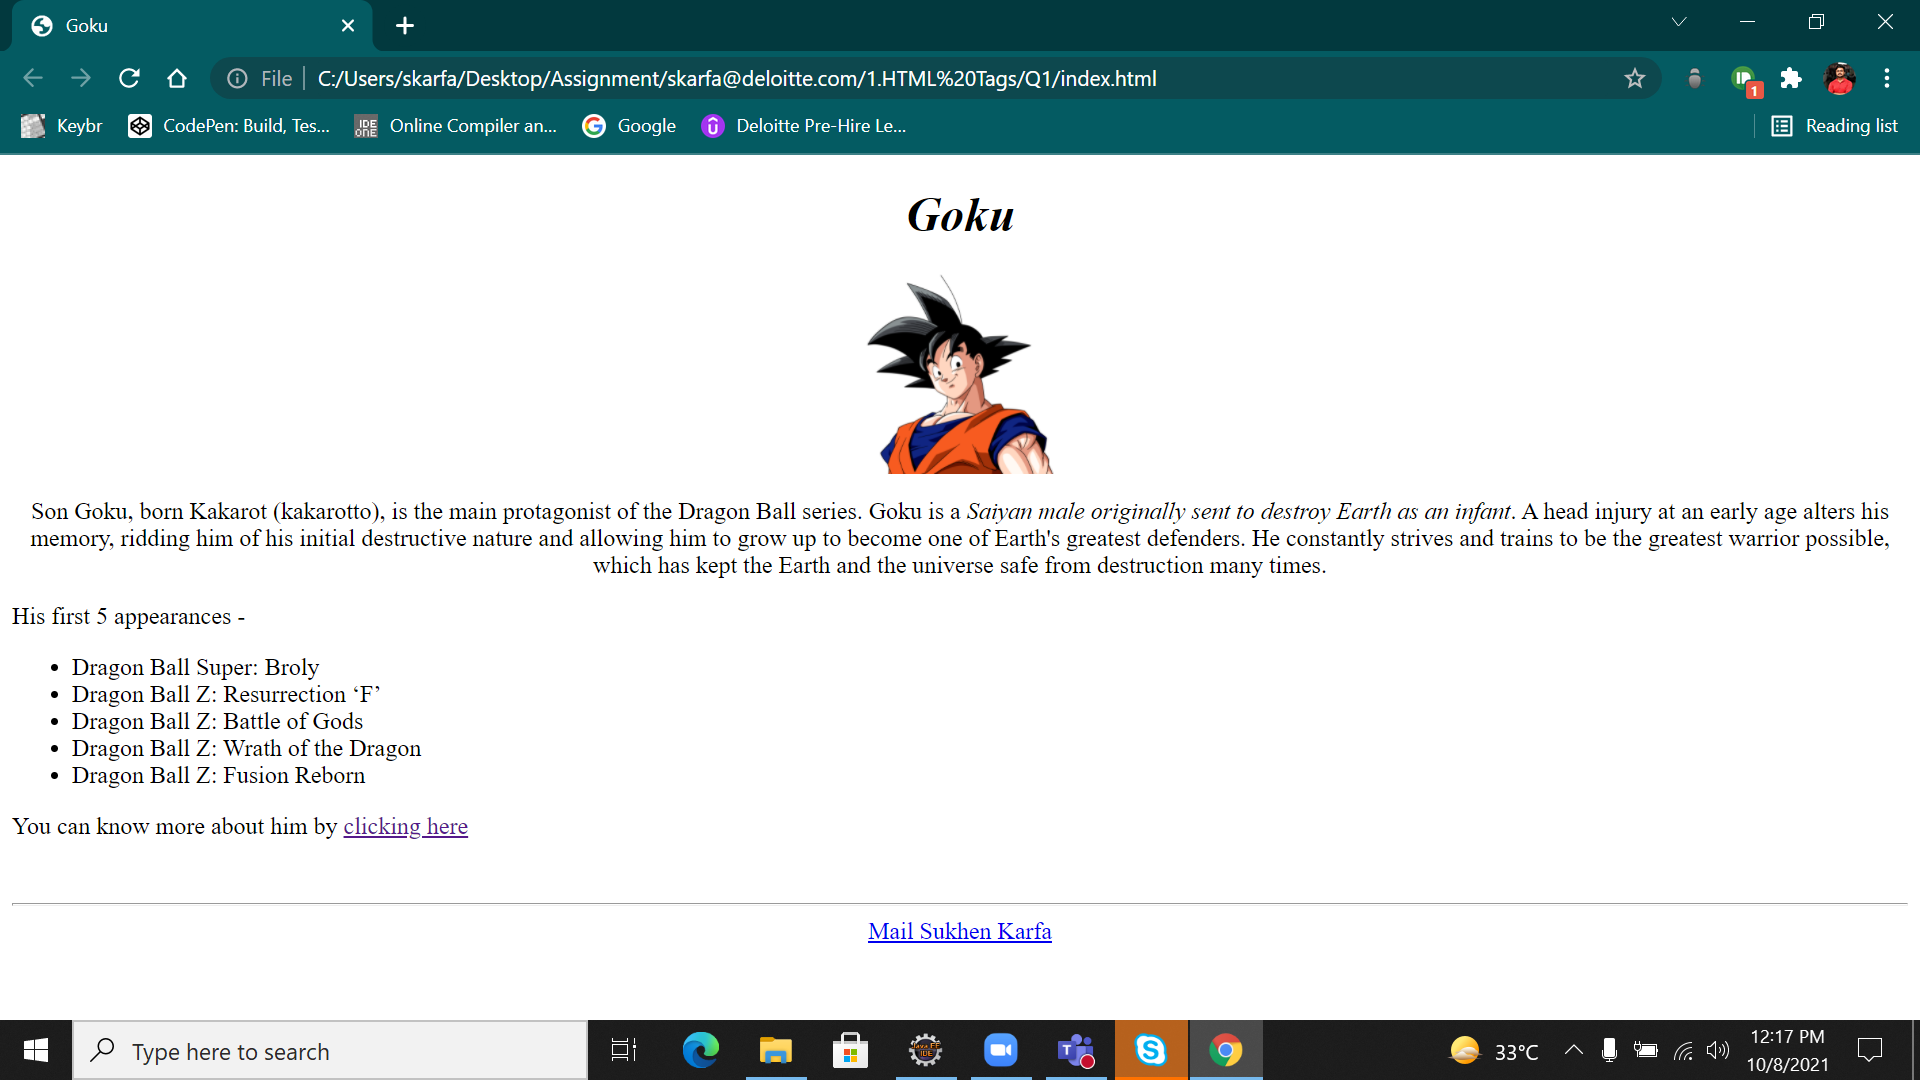 Goku
File
C:/Users/skarfa/Desktop/Assignment/skarfa@deloitte.com/1.HTML%20Tags/Q1/index.html
1
Keybr
CodePen: Build, Tes...
IDE ONE
Online Compiler an...
Google
Deloitte Pre-Hire Le...
Reading list
Goku
Son Goku, born Kakarot (kakarotto), is the main protagonist of the Dragon Ball series. Goku is a Saiyan male originally sent to destroy Earth as an infant. A head injury at an early age alters his
memory, ridding him of his initial destructive nature and allowing him to grow up to become one of Earth's greatest defenders. He constantly strives and trains to be the greatest warrior possible,
which has kept the Earth and the universe safe from destruction many times.
His first 5 appearances -
• Dragon Ball Super: Broly
• Dragon Ball Z: Resurrection ‘F’
• Dragon Ball Z: Battle of Gods
• Dragon Ball Z: Wrath of the Dragon
• Dragon Ball Z: Fusion Reborn
You can know more about him by clicking here
Mail Sukhen Karfa
Type here to search
Java EE
IDE
T
S
33°C
12:17 PM
10/8/2021